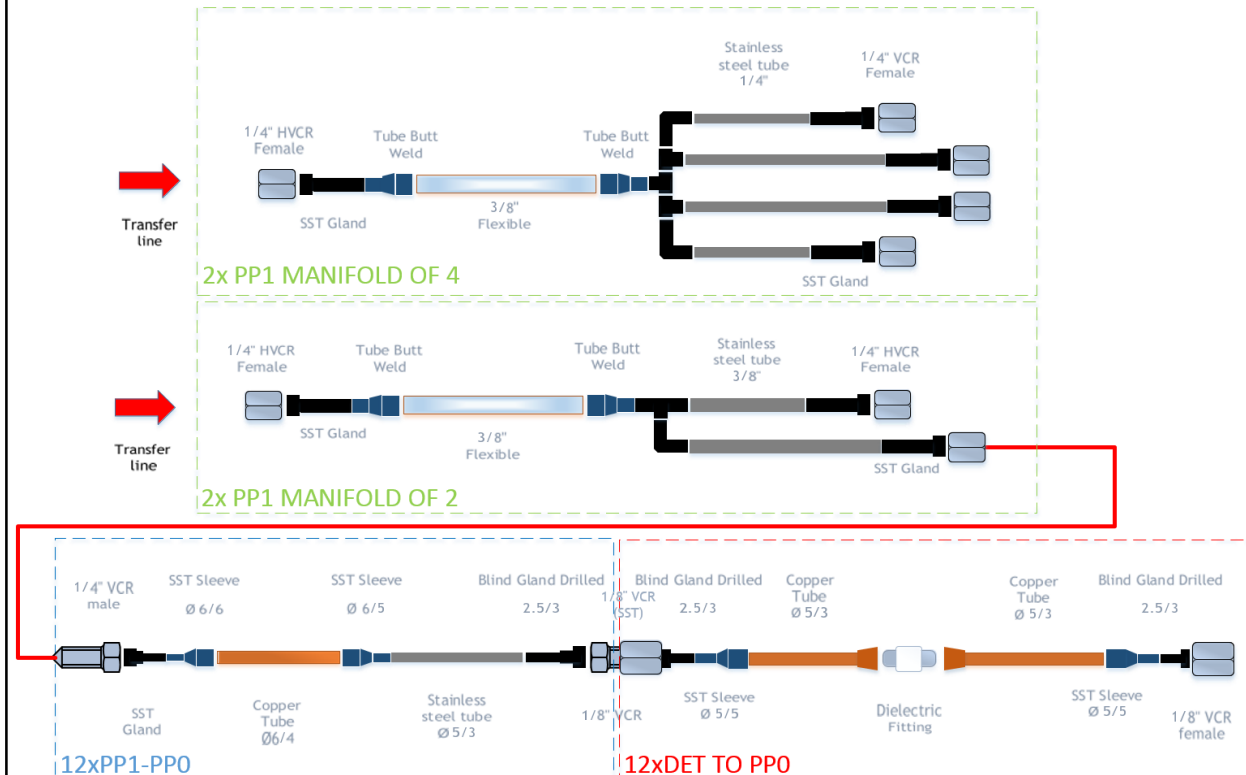 Stainless
steel tube
1/4"
1/4" VCR
Female
1/4" HVCR
Female
Tube Butt
Weld
Tube Butt
Weld
Transfer
line
SST Gland
3/8"
Flexible
SST Gland
2x PP1 MANIFOLD OF 4
1/4" HVCR
Female
Tube Butt
Weld
Tube Butt
Weld
Stainless
steel tube
3/8"
1/4" HVCR
Female
Transfer
line
SST Gland
3/8"
Flexible
SST Gland
2x PP1 MANIFOLD OF 2
1/4" VCR
male
SST Sleeve
Ø 6/6
SST Sleeve
Ø 6/5
Blind Gland Drilled
2.5/3
1/8" VCR
(SST)
Blind Gland Drilled
2.5/3
Copper
Tube
Ø 5/3
Copper
Tube
Ø 5/3
Blind Gland Drilled
2.5/3
SST
Gland
Copper
Tube
Ø6/4
Stainless
steel tube
Ø 5/3
1/8" VCR
SST Sleeve
Ø 5/5
Dielectric
Fitting
SST Sleeve
Ø 5/5
1/8" VCR
female
12xPP1-PP0
12xDET TO PP0